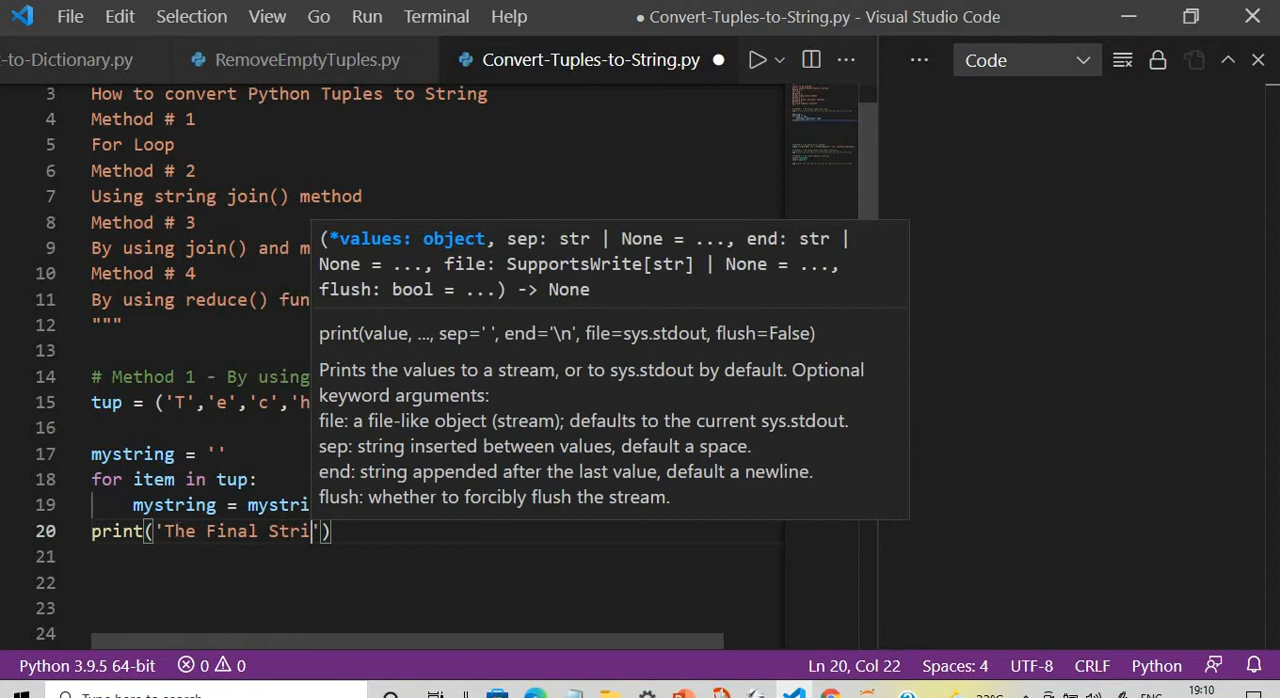 File Edit Selection View Go Run Terminal Help ● Convert-Tuples-to-String.py - Visual Studio Code
-to-Dictionary.py RemoveEmptyTuples.py Convert-Tuples-to-String.py Code
3 How to convert Python Tuples to String
4 Method # 1
5 For Loop
6 Method # 2
7 Using string join() method
8 Method # 3
9 By using join() and m
10 Method # 4
11 By using reduce() fun
12 """
13
14 # Method 1 - By using
15 tup = ('T','e','c','h
16
17 mystring = ''
18 for item in tup:
19 mystring = mystri
20 print('The Final Stri')
21
22
23
24
(*values: object, sep: str | None = ..., end: str |
None = ..., file: SupportsWrite[str] | None = ...,
flush: bool = ...) -> None
print(value, ..., sep=' ', end='\n', file=sys.stdout, flush=False)
Prints the values to a stream, or to sys.stdout by default. Optional
keyword arguments:
file: a file-like object (stream); defaults to the current sys.stdout.
sep: string inserted between values, default a space.
end: string appended after the last value, default a newline.
flush: whether to forcibly flush the stream.
Python 3.9.5 64-bit 0 0 Ln 20, Col 22 Spaces: 4 UTF-8 CRLF Python
19:10